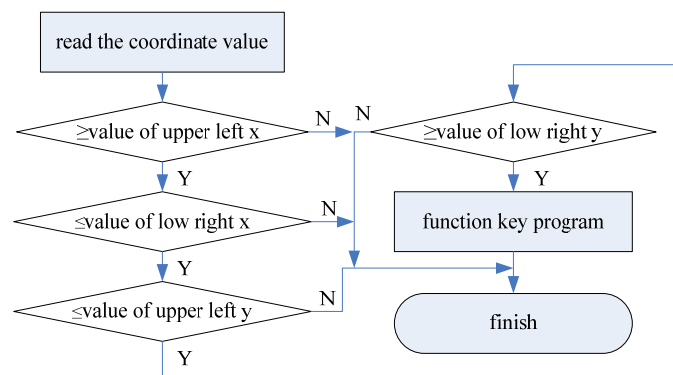 read the coordinate value
≥value of upper left x
N
Y
≤value of low right x
N
Y
≤value of upper left y
N
Y
N
≥value of low right y
Y
function key program
finish